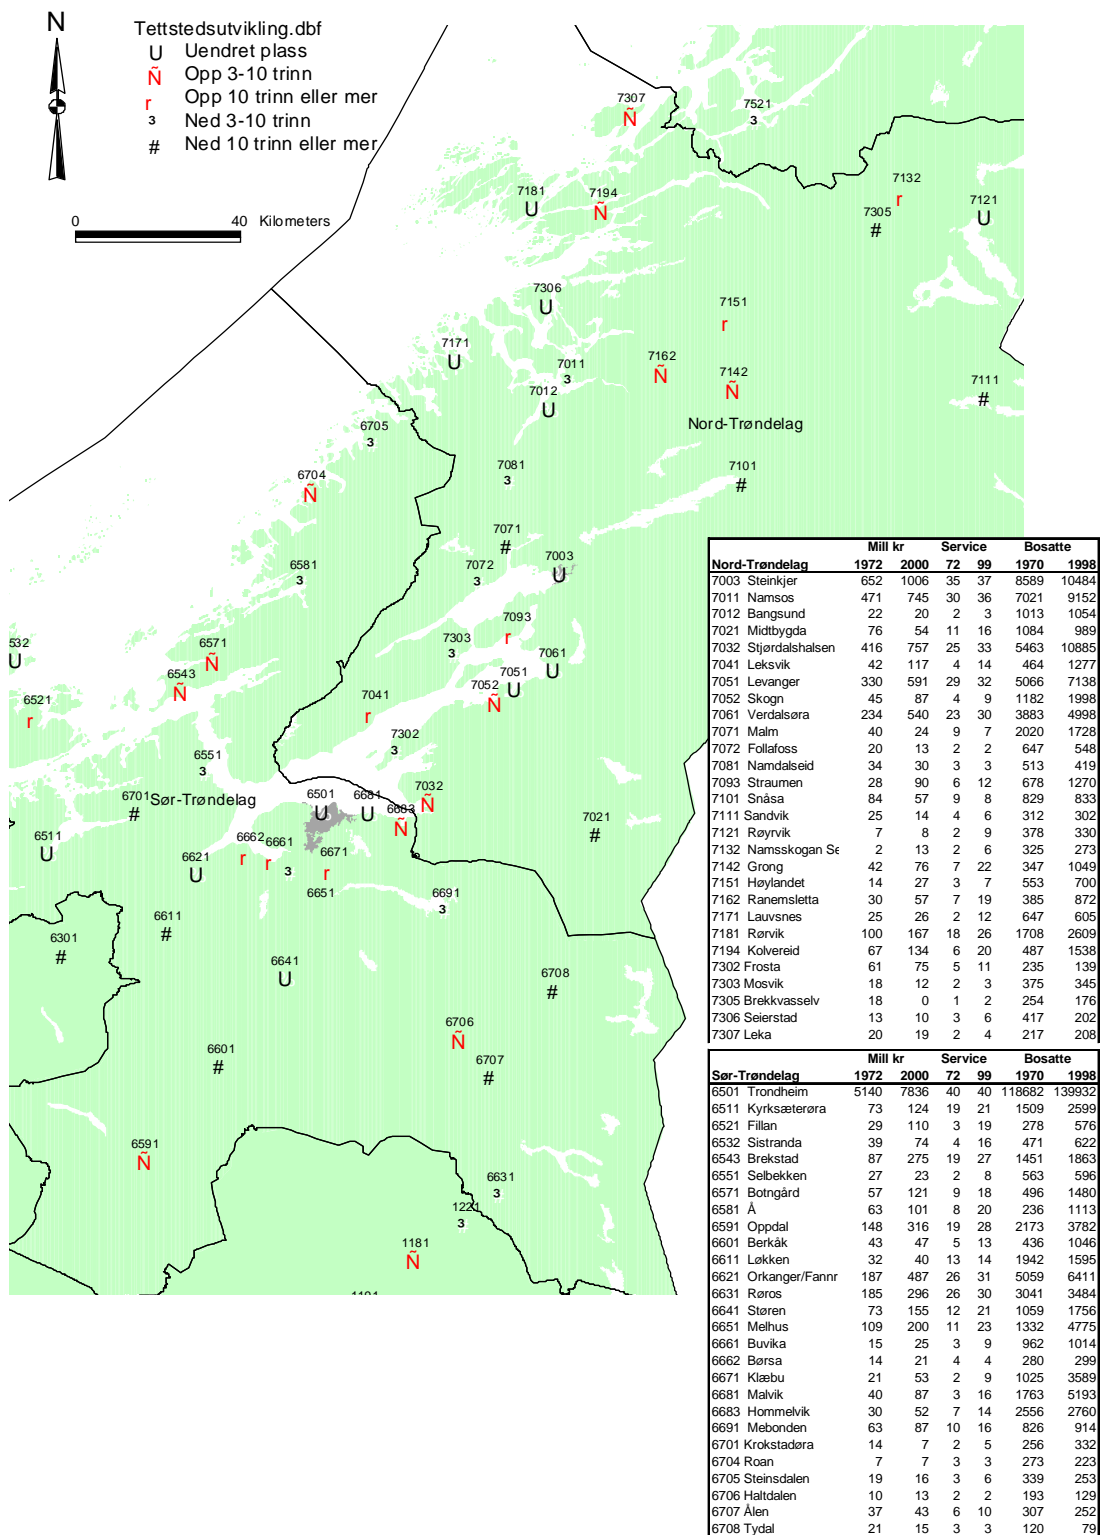 N
Tettstedsutvikling.dbf
U Uendret plass
Ñ Opp 3-10 trinn
r Opp 10 trinn eller mer
3 Ned 3-10 trinn
# Ned 10 trinn eller mer
0 40 Kilometers
7307
Ñ
7521
3
7132
r
7305
#
7121
U
7181
U
7194
Ñ
7306
U
7151
r
7171
U
7011
3
7162
Ñ
7142
Ñ
7111
#
7012
U
Nord-Trøndelag
6705
3
6704
Ñ
7081
3
7101
#
7071
#
7003
U
6581
3
7072
3
7093
r
532
U
6571
Ñ
7303
3
7061
U
6543
Ñ
7052
Ñ
7051
U
6521
r
7041
r
7302
3
6551
3
6701
#
Sør-Trøndelag
6501
U
6681
U
7032
Ñ
6683
Ñ
7021
#
6511
U
6662
r
6661
r
3
6671
r
6651
6621
U
6691
3
6611
#
6301
#
6641
U
6708
#
6706
Ñ
6601
#
6707
#
6591
Ñ
6631
3
1221
3
1181
Ñ
Mill kr Service Bosatte
Nord-Trøndelag 1972 2000 72 99 1970 1998
7003 Steinkjer 652 1006 35 37 8589 10484
7011 Namsos 471 745 30 36 7021 9152
7012 Bangsund 22 20 2 3 1013 1054
7021 Midtbygda 76 54 11 16 1084 989
7032 Stjørdalshalsen 416 757 25 33 5463 10885
7041 Leksvik 42 117 4 14 464 1277
7051 Levanger 330 591 29 32 5066 7138
7052 Skogn 45 87 4 9 1182 1998
7061 Verdalsøra 234 540 23 30 3883 4998
7071 Malm 40 24 9 7 2020 1728
7072 Follafoss 20 13 2 2 647 548
7081 Namdalseid 34 30 3 3 513 419
7093 Straumen 28 90 6 12 678 1270
7101 Snåsa 84 57 9 8 829 833
7111 Sandvik 25 14 4 6 312 302
7121 Røyrvik 7 8 2 9 378 330
7132 Namsskogan Se 2 13 2 6 325 273
7142 Grong 42 76 7 22 347 1049
7151 Høylandet 14 27 3 7 553 700
7162 Ranemsletta 30 57 7 19 385 872
7171 Lauvsnes 25 26 2 12 647 605
7181 Rørvik 100 167 18 26 1708 2609
7194 Kolvereid 67 134 6 20 487 1538
7302 Frosta 61 75 5 11 235 139
7303 Mosvik 18 12 2 3 375 345
7305 Brekkvasselv 18 0 1 2 254 176
7306 Seierstad 13 10 3 6 417 202
7307 Leka 20 19 2 4 217 208
Mill kr Service Bosatte
Sør-Trøndelag 1972 2000 72 99 1970 1998
6501 Trondheim 5140 7836 40 40 118682 139932
6511 Kyrksæterøra 73 124 19 21 1509 2599
6521 Fillan 29 110 3 19 278 576
6532 Sistranda 39 74 4 16 471 622
6543 Brekstad 87 275 19 27 1451 1863
6551 Selbekken 27 23 2 8 563 596
6571 Botngård 57 121 9 18 496 1480
6581 Å 63 101 8 20 236 1113
6591 Oppdal 148 316 19 28 2173 3782
6601 Berkåk 43 47 5 13 436 1046
6611 Løkken 32 40 13 14 1942 1595
6621 Orkanger/Fannr 187 487 26 31 5059 6411
6631 Røros 185 296 26 30 3041 3484
6641 Støren 73 155 12 21 1059 1756
6651 Melhus 109 200 11 23 1332 4775
6661 Buvika 15 25 3 9 962 1014
6662 Børsa 14 21 4 4 280 299
6671 Klæbu 21 53 2 9 1025 3589
6681 Malvik 40 87 3 16 1763 5193
6683 Hommelvik 30 52 7 14 2556 2760
6691 Mebonden 63 87 10 16 826 914
6701 Krokstadøra 14 7 2 5 256 332
6704 Roan 7 7 3 3 273 223
6705 Steinsdalen 19 16 3 6 339 253
6706 Haltdalen 10 13 2 2 193 129
6707 Ålen 37 43 6 10 307 252
6708 Tydal 21 15 3 3 120 79